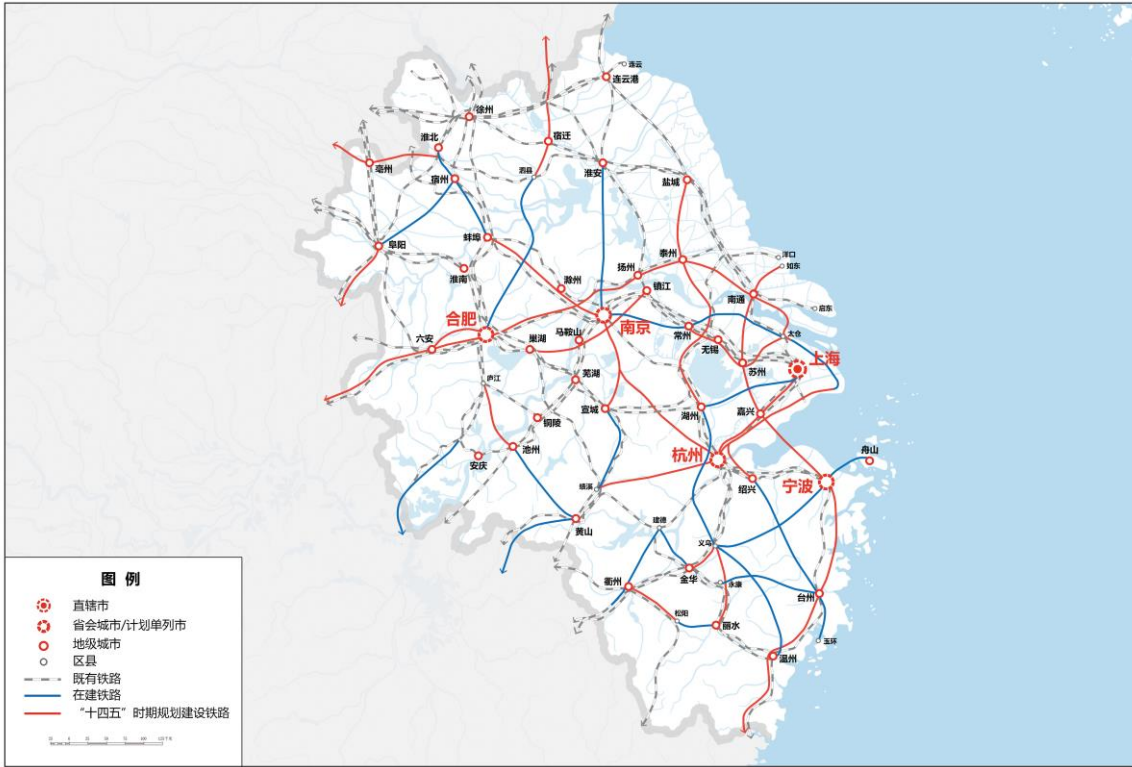 连云
连云港
徐州
宿迁
淮北
亳州
泗县
淮安
宿州
盐城
蚌埠
阜阳
泰州
洋口
如东
扬州
淮南
滁州
镇江
南通
启东
合肥
南京
马鞍山
常州
太仓
六安
巢湖
无锡
上海
苏州
庐江
芜湖
宣城
湖州
嘉兴
铜陵
杭州
舟山
安庆
池州
绍兴
宁波
绩溪
黄山
建德
义乌
金华
衢州
永康
台州
松阳
丽水
玉环
温州
图 例
直辖市
省会城市/计划单列市
地级城市
区县
既有铁路
在建铁路
“十四五”时期规划建设铁路